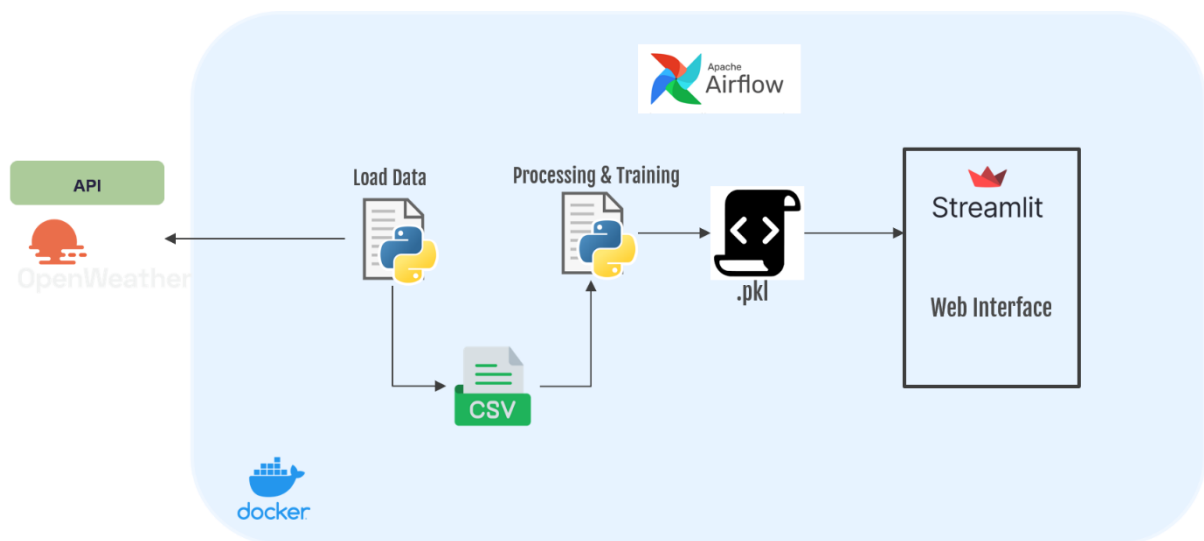 Apache
Airflow
API
OpenWeather
Load Data
Processing & Training
.pkl
Streamlit
Web Interface
CSV
docker